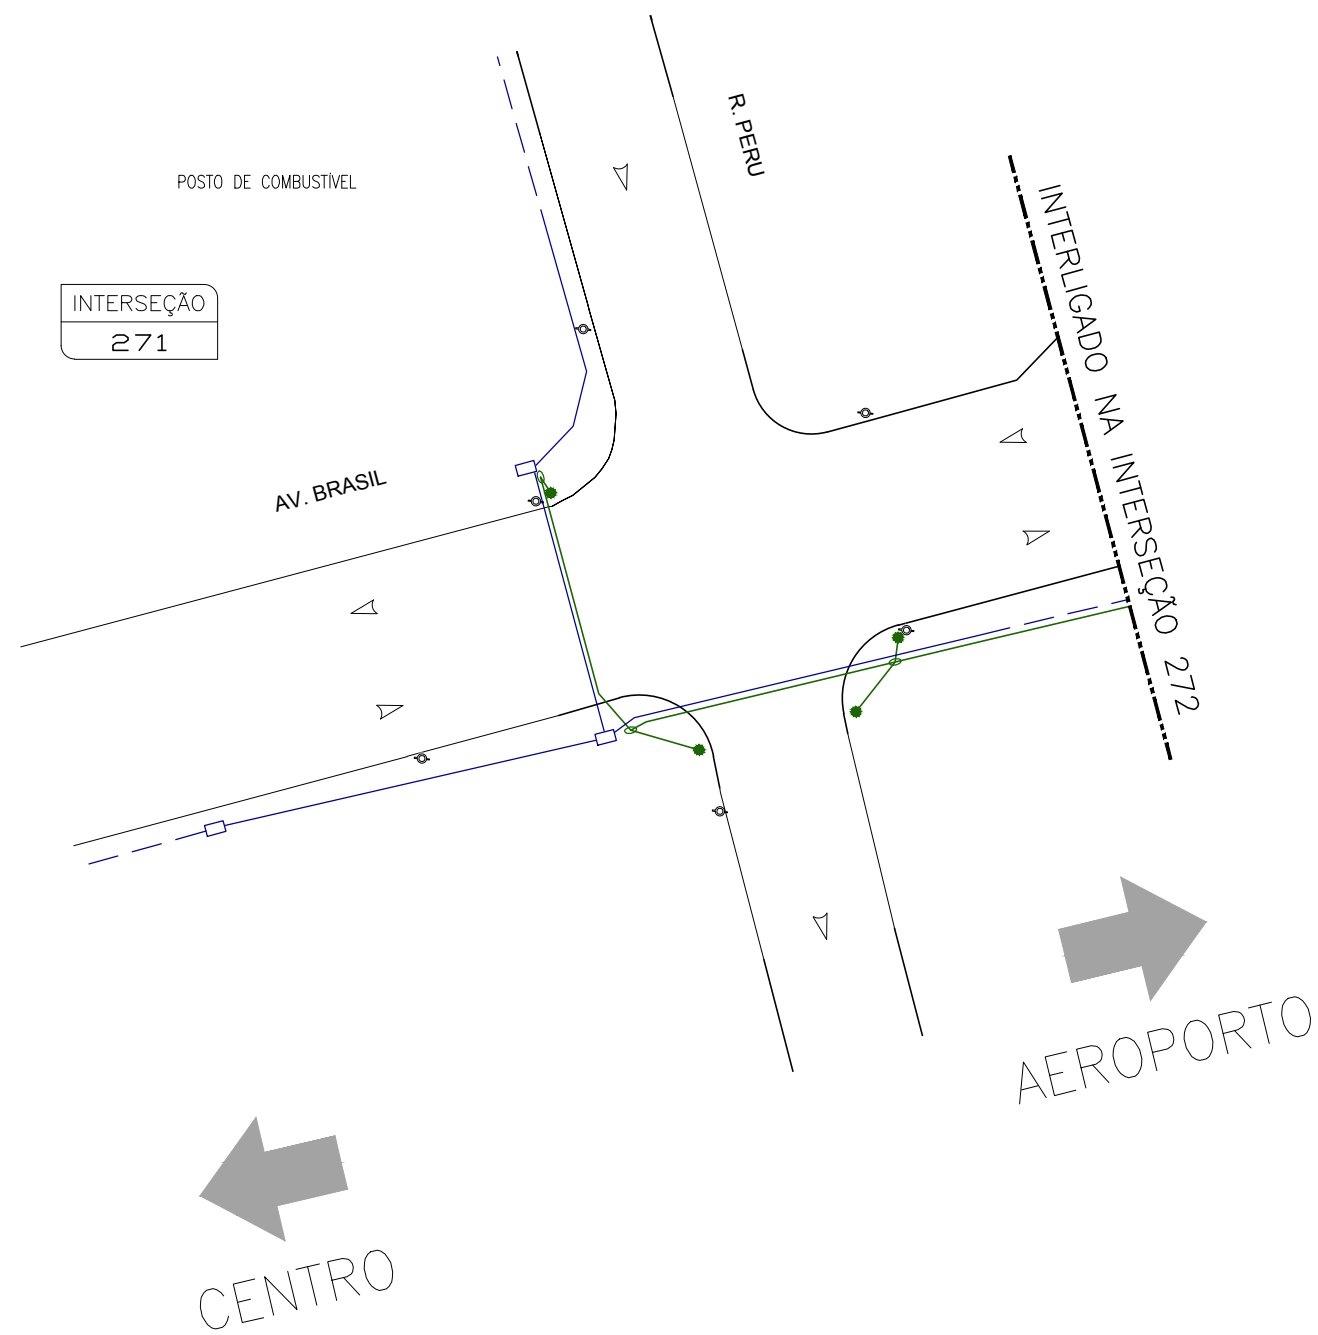 R. PERU
POSTO DE COMBUSTÍVEL
INTERLIGADO NA INTERSEÇÃO 272
INTERSEÇÃO
271
AV. BRASIL
AEROPORTO
CENTRO